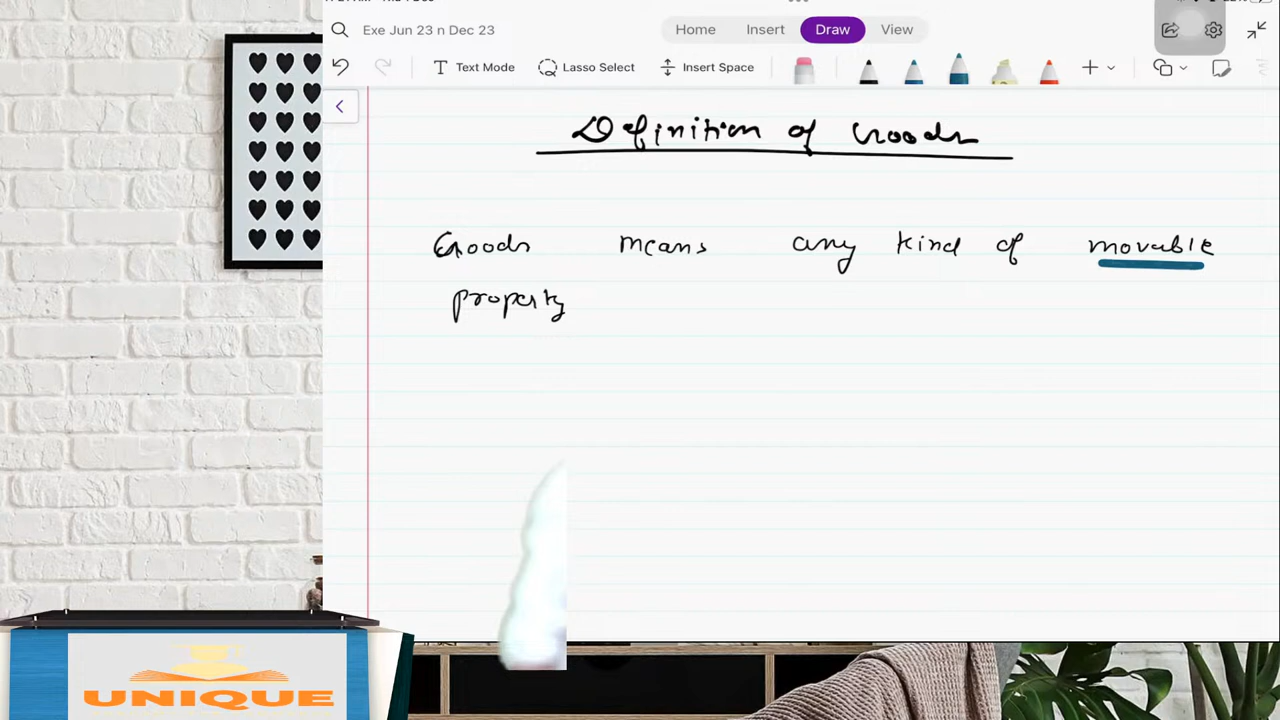 Exe Jun 23 n Dec 23
Home Insert Draw View
Text Mode Lasso Select Insert Space
Definition of Goods
Goods means any kind of movable
property
UNIQUE